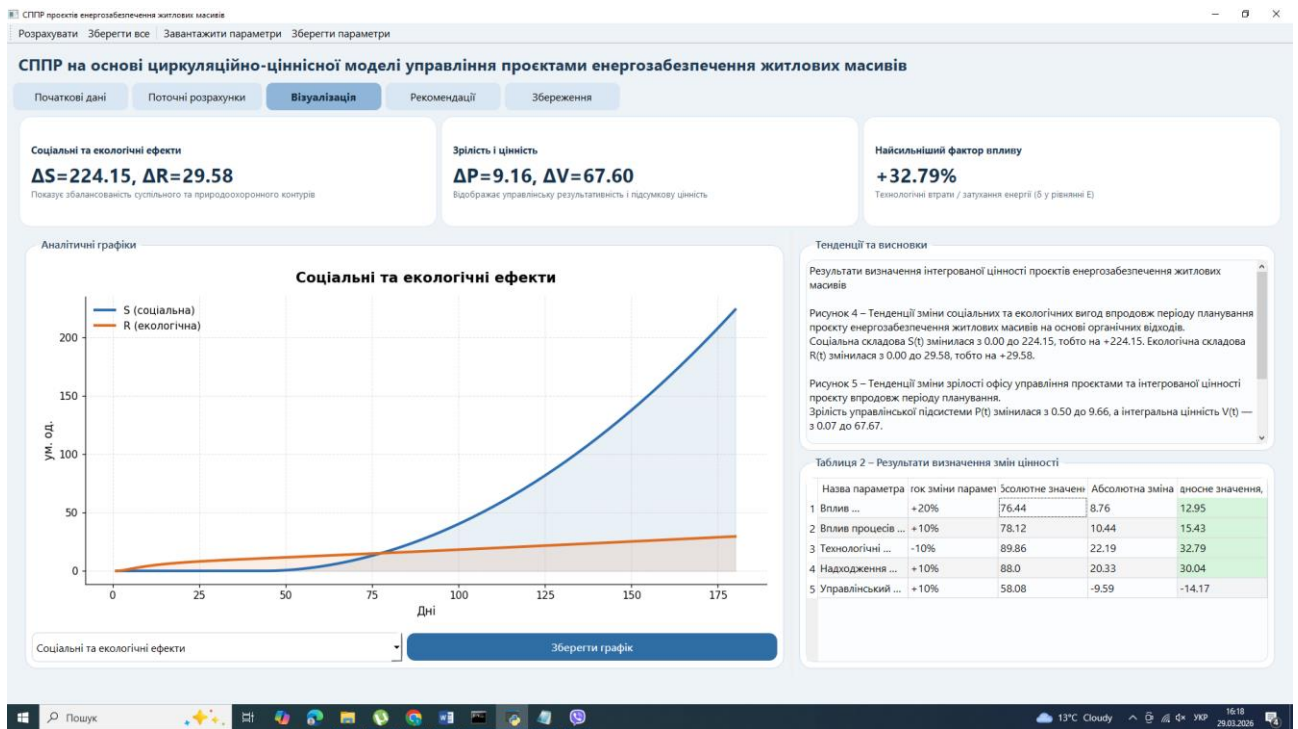 СППР проєктів енергозабезпечення житлових масивів
Розрахувати Зберегти все Завантажити параметри Зберегти параметри
СППР на основі циркуляційно-ціннісної моделі управління проєктами енергозабезпечення житлових масивів
Початкові дані Поточні розрахунки Візуалізація Рекомендації Збереження
Соціальні та екологічні ефекти
ΔS=224.15, ΔR=29.58
Показує збалансованість суспільного та природоохоронного контурів
Зрілість і цінність
ΔP=9.16, ΔV=67.60
Відображає управлінську результативність і підсумкову цінність
Найсильніший фактор впливу
+32.79%
Технологічні втрати / затухання енергії (δ у рівнянні E)
Аналітичні графіки
Соціальні та екологічні ефекти
S (соціальна)
R (екологічна)
200
150
100
50
0
ум. од.
0 25 50 75 100 125 150 175
Дні
Соціальні та екологічні ефекти
Зберегти графік
Тенденції та висновки
Результати визначення інтегрованої цінності проєктів енергозабезпечення житлових
масивів
Рисунок 4 – Тенденції зміни соціальних та екологічних вигод впродовж періоду планування
проєкту енергозабезпечення житлових масивів на основі органічних відходів.
Соціальна складова S(t) змінилася з 0.00 до 224.15, тобто на +224.15. Екологічна складова
R(t) змінилася з 0.00 до 29.58, тобто на +29.58.
Рисунок 5 – Тенденції зміни зрілості офісу управління проєктами та інтегрованої цінності
проєкту впродовж періоду планування.
Зрілість управлінської підсистеми P(t) змінилася з 0.50 до 9.66, а інтегральна цінність V(t) —
з 0.07 до 67.67.
Таблиця 2 – Результати визначення змін цінності
Назва параметра ток зміни парамет бсолютне значенн Абсолютна зміна дносне значення,
1 Вплив ... +20% 76.44 8.76 12.95
2 Вплив процесів ... +10% 78.12 10.44 15.43
3 Технологічні ... -10% 89.86 22.19 32.79
4 Надходження ... +10% 88.0 20.33 30.04
5 Управлінський ... +10% 58.08 -9.59 -14.17
Пошук
13°C Cloudy
УКР
16:18
29.03.2026